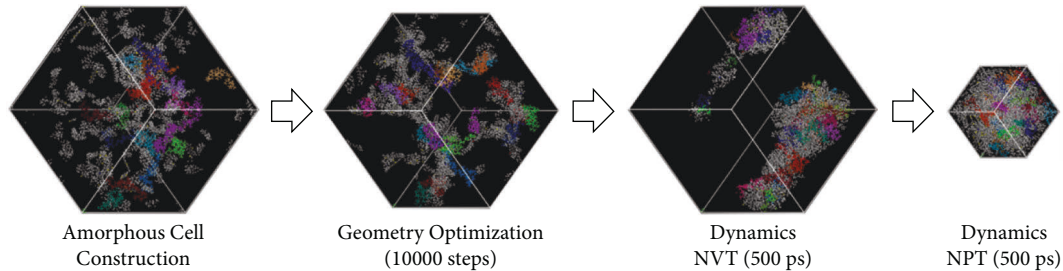 Amorphous Cell
Construction
Geometry Optimization
(10000 steps)
Dynamics
NVT (500 ps)
Dynamics
NPT (500 ps)